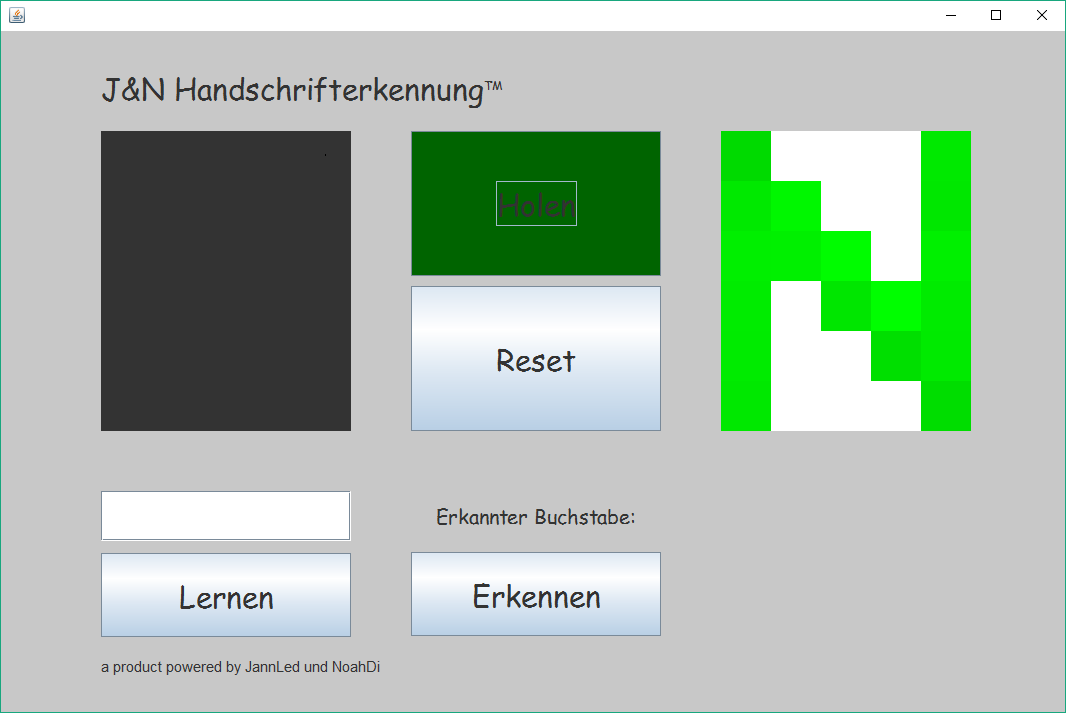 J&N Handschrifterkennung™
Holen
Reset
Erkannter Buchstabe:
Lernen
Erkennen
a product powered by JannLed und NoahDi